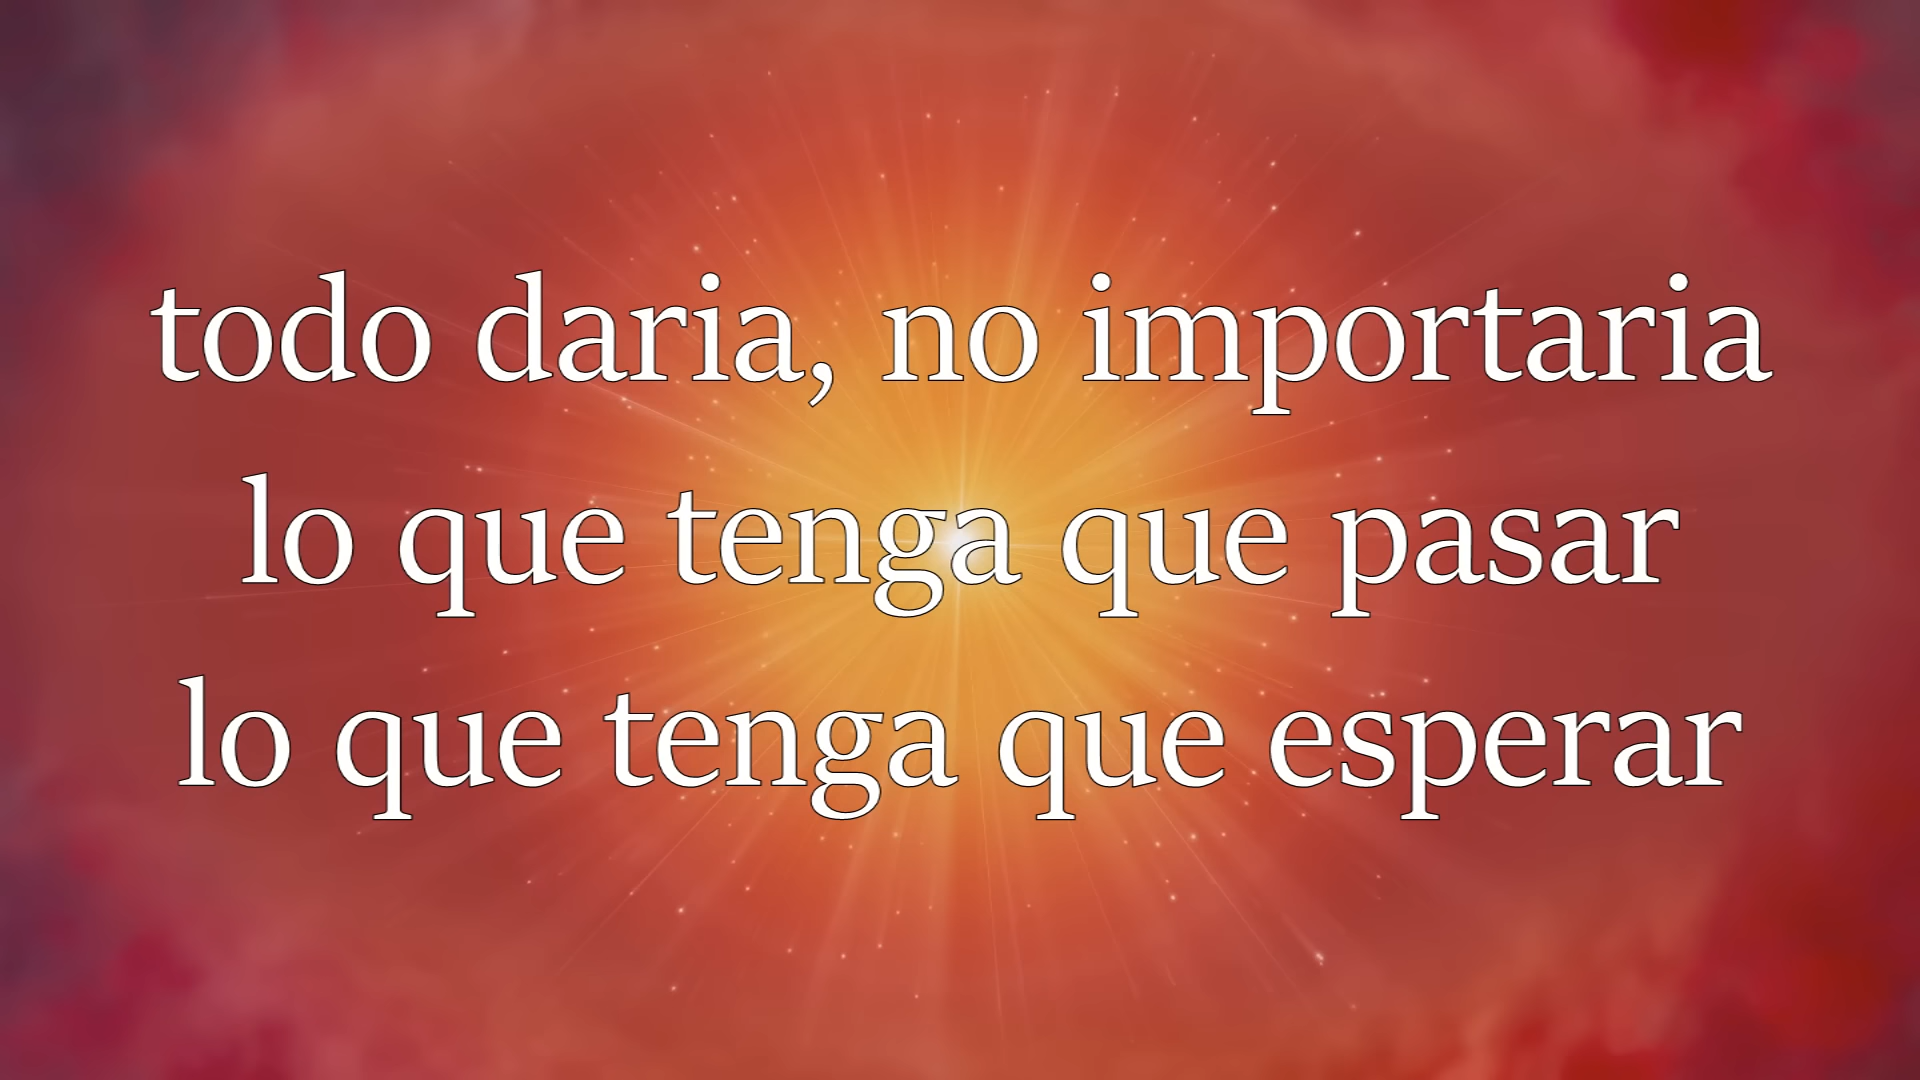 todo daria, no importaria
lo que tenga que pasar
lo que tenga que esperar